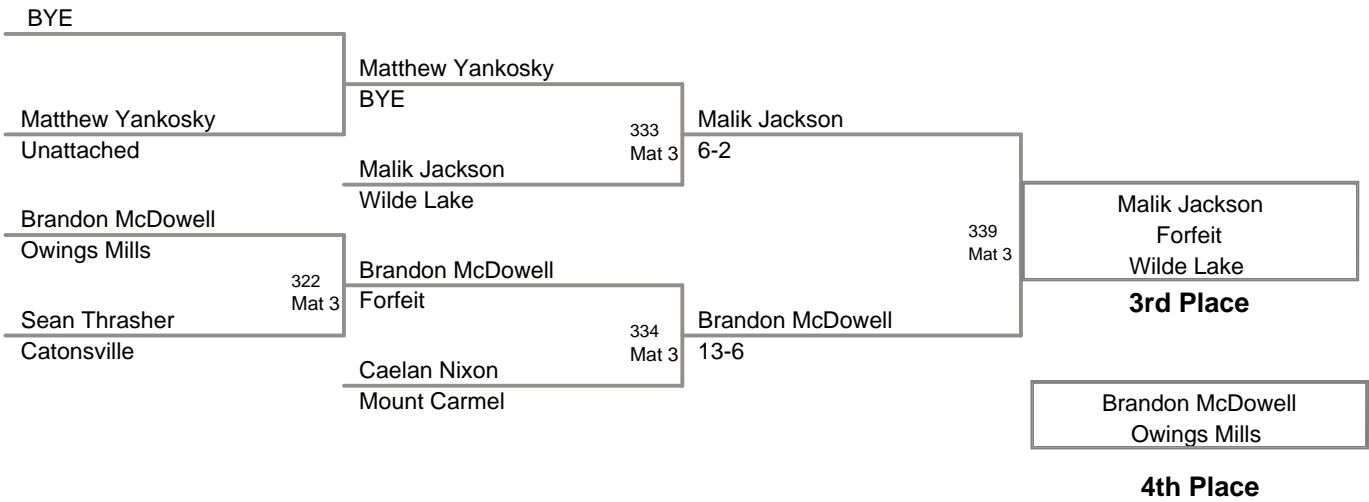 BYE
Matthew Yankosky
Unattached
Brandon McDowell
Owings Mills
Sean Thrasher
Catonsville
322
Mat 3
Matthew Yankosky
BYE
Malik Jackson
Wilde Lake
Brandon McDowell
Forfeit
Caelan Nixon
Mount Carmel
333
Mat 3
334
Mat 3
Malik Jackson
6-2
Brandon McDowell
13-6
339
Mat 3
Malik Jackson
Forfeit
Wilde Lake
3rd Place
Brandon McDowell
Owings Mills
4th Place